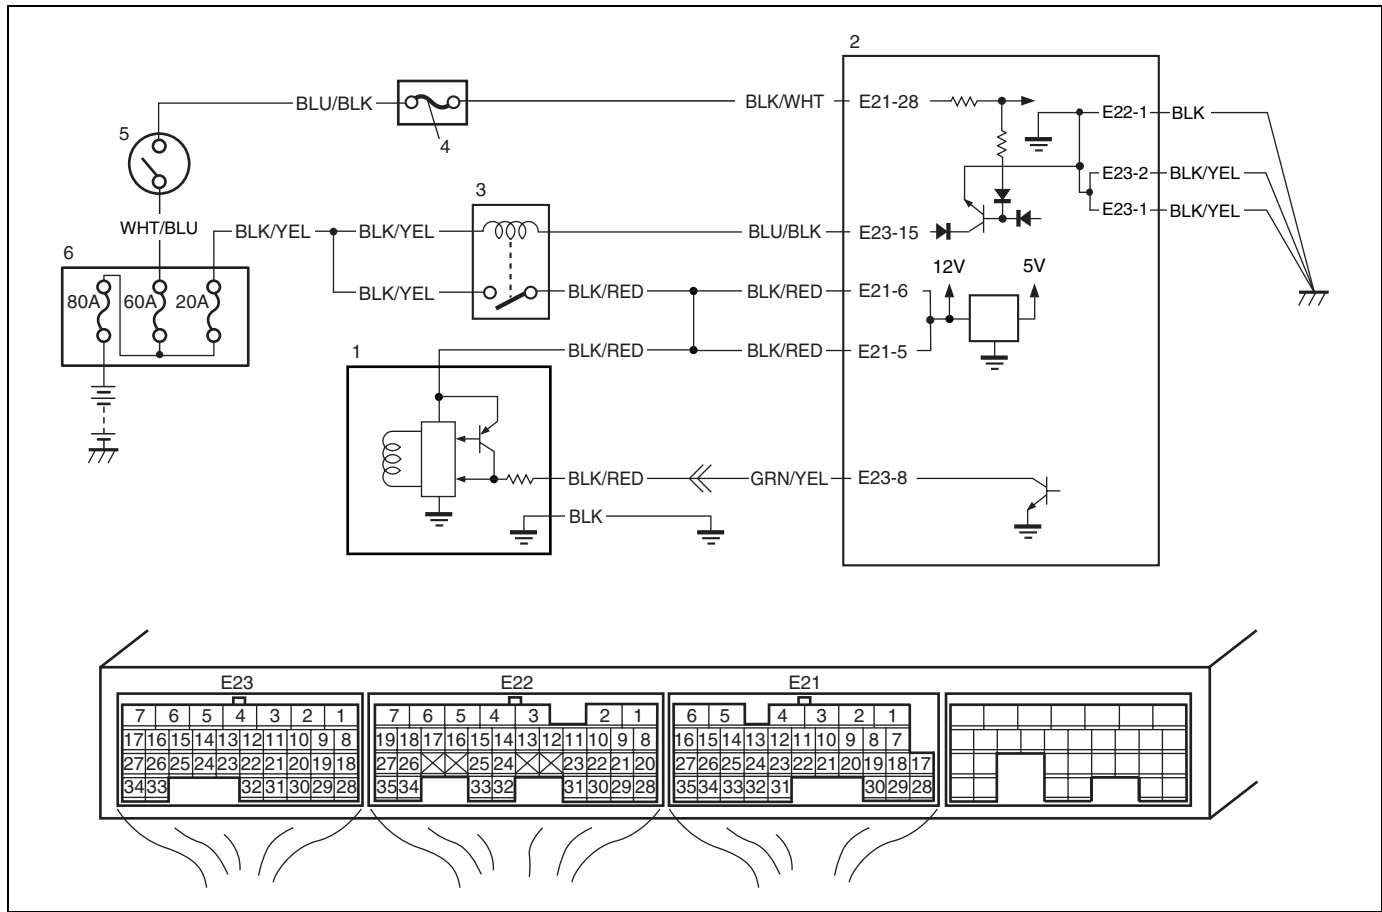 2
BLU/BLK
BLK/WHT
E21-28
E22-1
BLK
5
4
E23-2
BLK/YEL
3
E23-1
BLK/YEL
WHT/BLU
BLK/YEL
BLK/YEL
BLU/BLK
E23-15
6
12V
5V
80A
60A
20A
BLK/YEL
BLK/RED
BLK/RED
E21-6
1
BLK/RED
BLK/RED
E21-5
BLK/RED
GRN/YEL
E23-8
BLK
E23
E22
E21
7 6 5 4 3 2 1
7 6 5 4 3 2 1
6 5 4 3 2 1
17 16 15 14 13 12 11 10 9 8
19 18 17 16 15 14 13 12 11 10 9 8
16 15 14 13 12 11 10 9 8 7
27 26 25 24 23 22 21 20 19 18
27 26 25 24 23 22 21 20
27 26 25 24 23 22 21 20 19 18 17
34 33 32 31 30 29 28
35 34 33 32 31 30 29 28
35 34 33 32 31 30 29 28